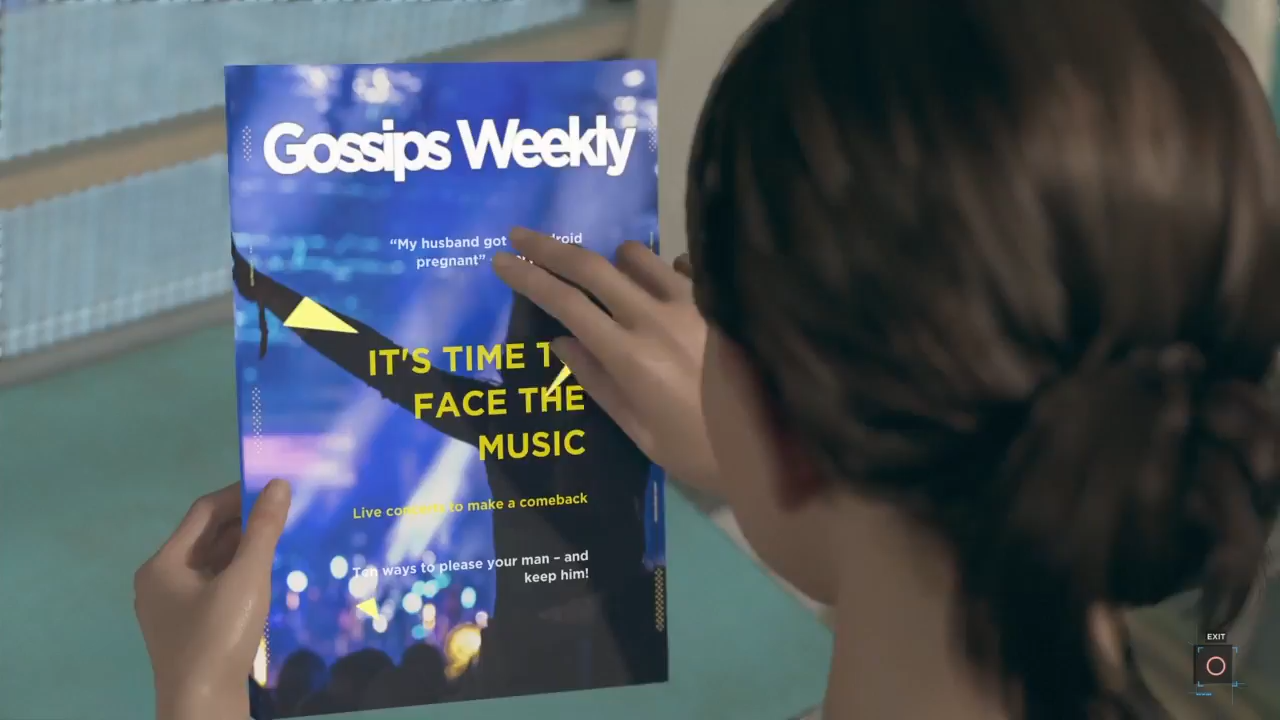 Gossips Weekly
“My husband got
pregnant”
IT'S TIME
FACE THE
MUSIC
Live concerts to make a comeback
Ten ways to please your man – and
keep him!
EXIT